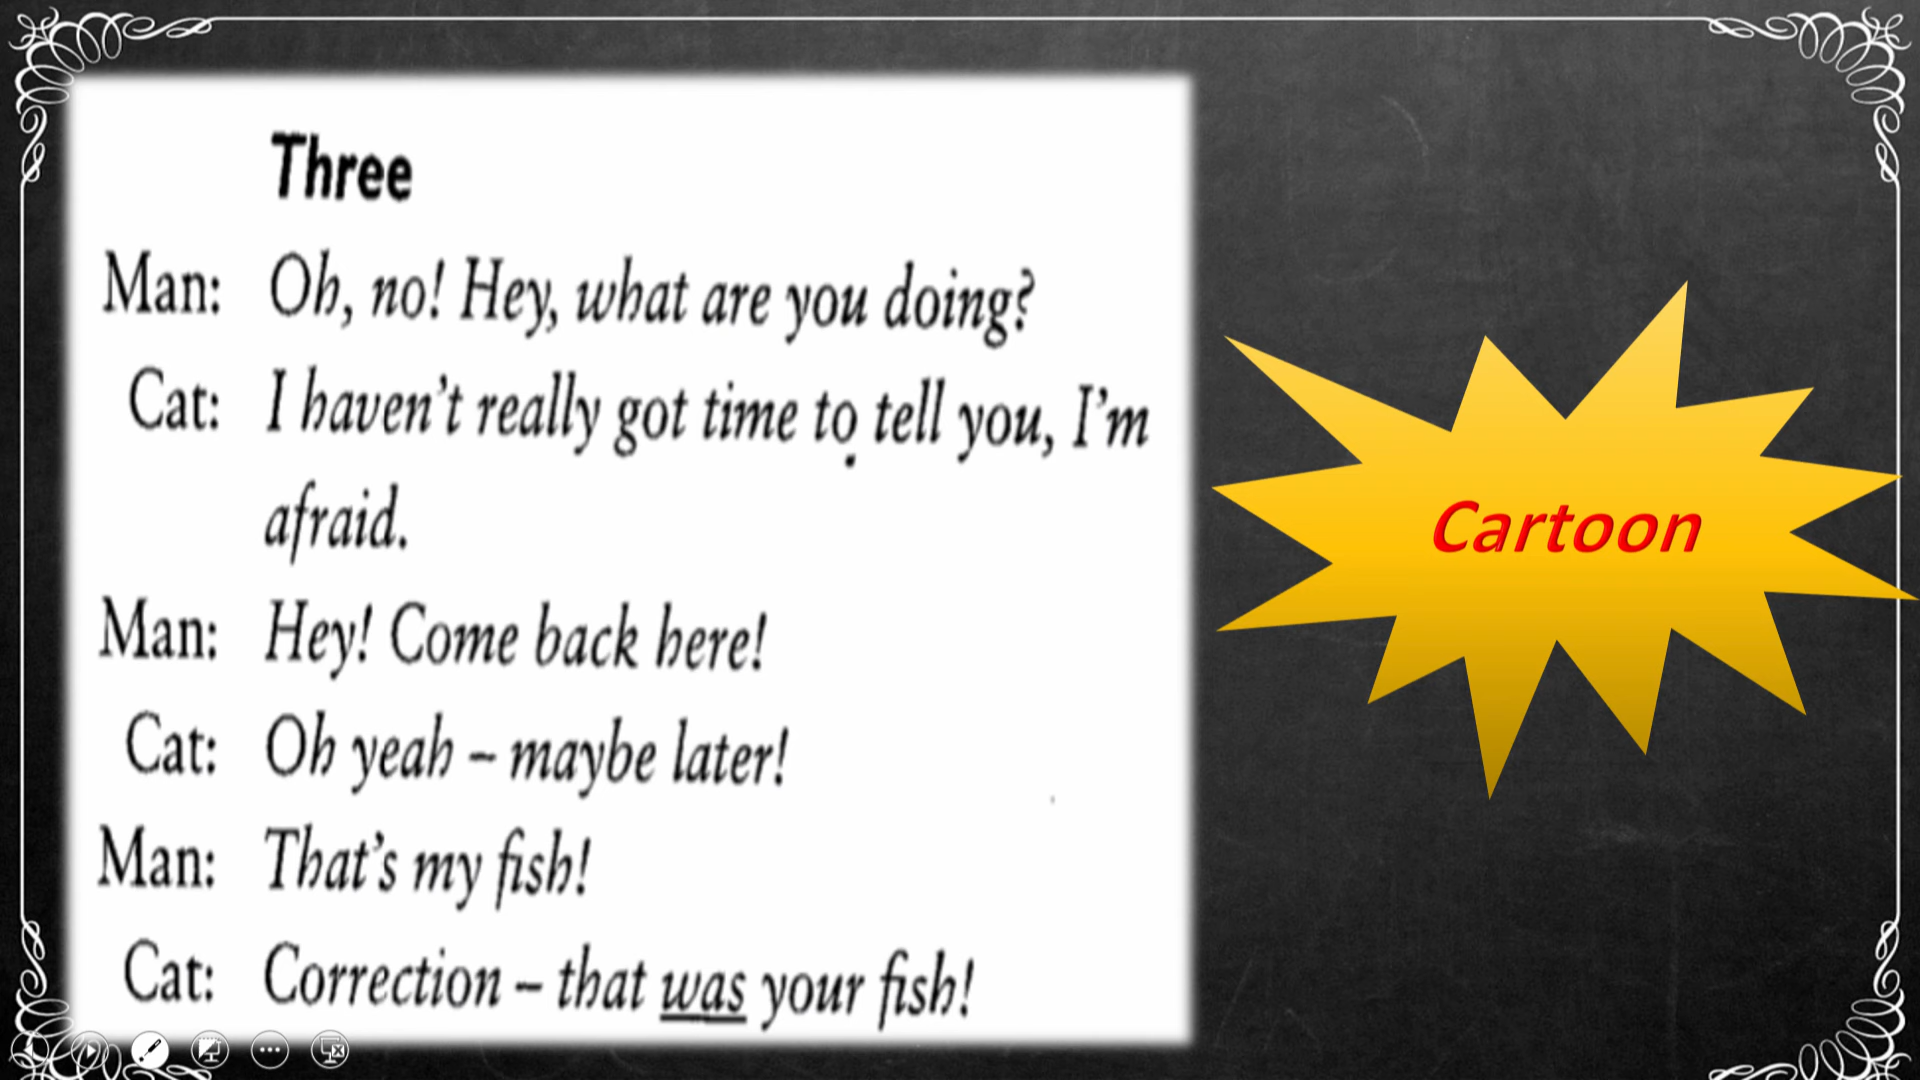 Three
Man: Oh, no! Hey, what are you doing?
Cat: I haven't really got time to tell you, I'm
afraid.
Man: Hey! Come back here!
Cat: Oh yeah – maybe later!
Man: That's my fish!
Cat: Correction – that was your fish!
Cartoon